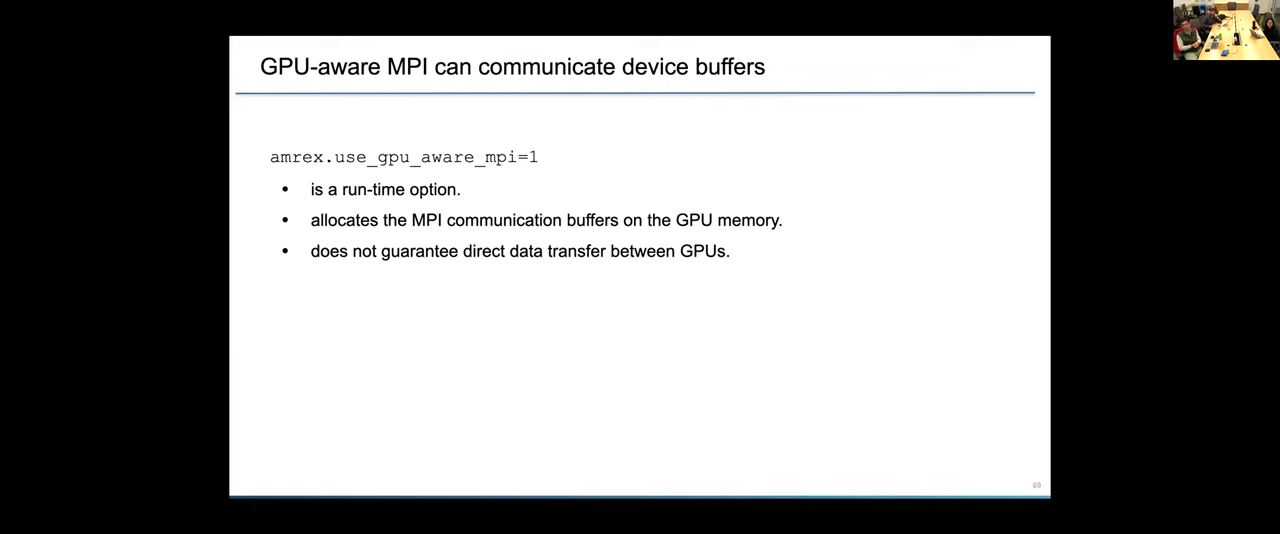 GPU-aware MPI can communicate device buffers
amrex.use_gpu_aware_mpi=1
• is a run-time option.
• allocates the MPI communication buffers on the GPU memory.
• does not guarantee direct data transfer between GPUs.
69